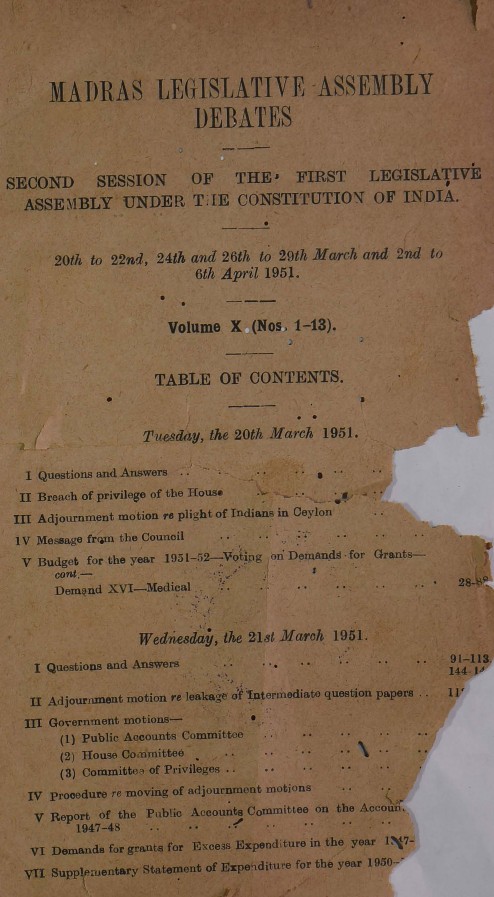 MADRAS LEGISLATIVE ASSEMBLY
DEBATES
SECOND SESSION OF THE FIRST LEGISLATIVE
ASSEMBLY UNDER THE CONSTITUTION OF INDIA.
20th to 22nd, 24th and 26th to 29th March and 2nd to
6th April 1951.
Volume X (Nos. 1-13).
TABLE OF CONTENTS.
Tuesday, the 20th March 1951.
I Questions and Answers .. .. .. .. ..
II Breach of privilege of the House .. .. ..
III Adjournment motion re plight of Indians in Ceylon ..
IV Message from the Council .. .. .. ..
V Budget for the year 1951-52—Voting on Demands for Grants—
cont.—
Demand XVI—Medical .. .. .. .. .. 28-
Wednesday, the 21st March 1951.
I Questions and Answers .. .. .. .. .. 91-113,
144-
II Adjournment motion re leakage of Intermediate question papers .. 11
III Government motions—
(1) Public Accounts Committee .. .. ..
(2) House Committee .. .. .. .. ..
(3) Committee of Privileges .. .. .. .. ..
IV Procedure re moving of adjournment motions .. ..
V Report of the Public Accounts Committee on the
1947-48 .. .. .. .. .. ..
VI Demands for grants for Excess Expenditure in the year
VII Supplementary Statement of Expenditure for the year 1950-